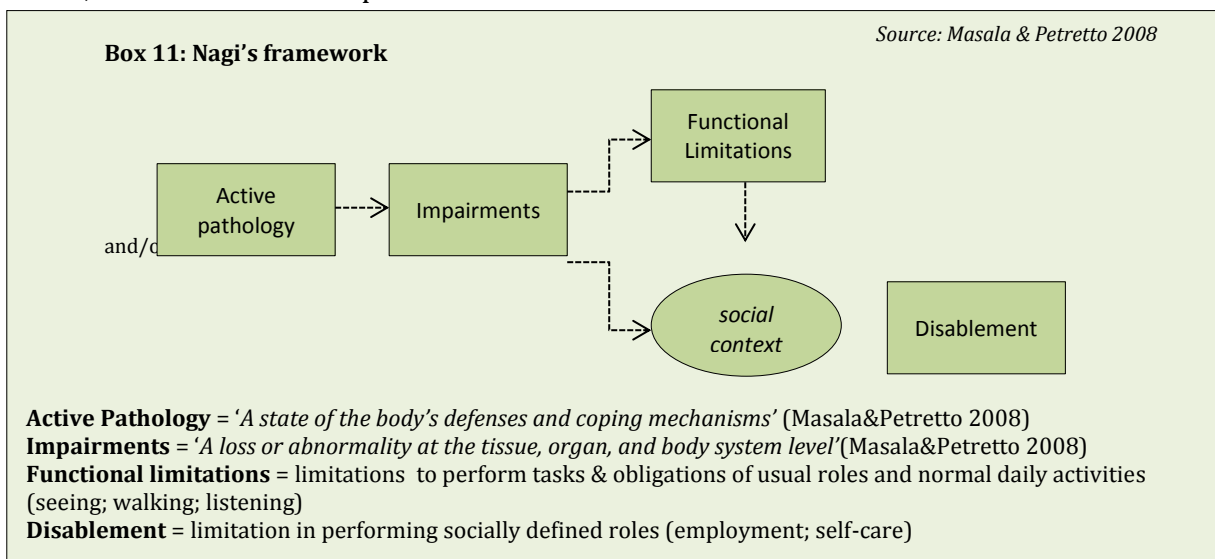 Source: Masala & Petretto 2008
Box 11: Nagi's framework
Functional
Limitations
Active
pathology
Impairments
and/o
social
context
Disablement
Active Pathology = 'A state of the body's defenses and coping mechanisms' (Masala&Petretto 2008)
Impairments = 'A loss or abnormality at the tissue, organ, and body system level'(Masala&Petretto 2008)
Functional limitations = limitations to perform tasks & obligations of usual roles and normal daily activities
(seeing; walking; listening)
Disablement = limitation in performing socially defined roles (employment; self-care)